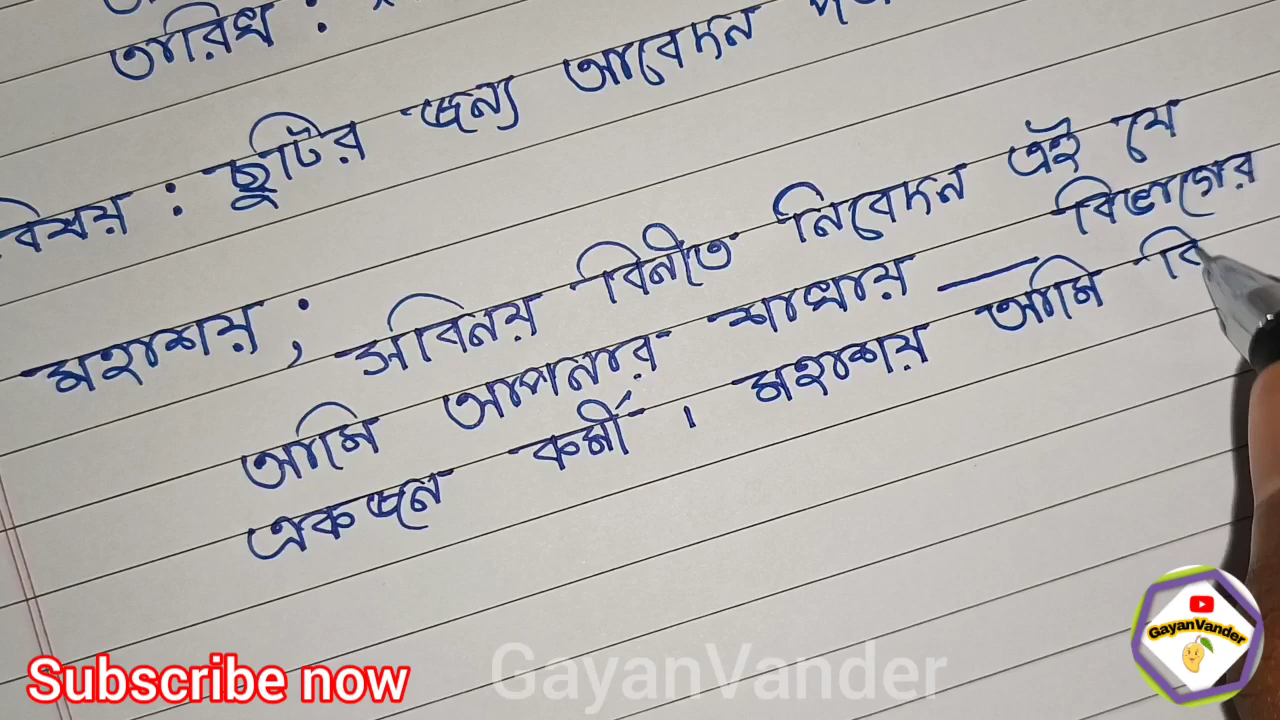 তারিখ :
বিষয় : ছুটির জন্য আবেদন
মহাশয় ;
সবিনয় বিনীত নিবেদন এই যে
আমি আপনার শাখায় — বিভাগের
একজন কর্মী । মহাশয় আমি বি
Subscribe now
GayanVander
GayanVander